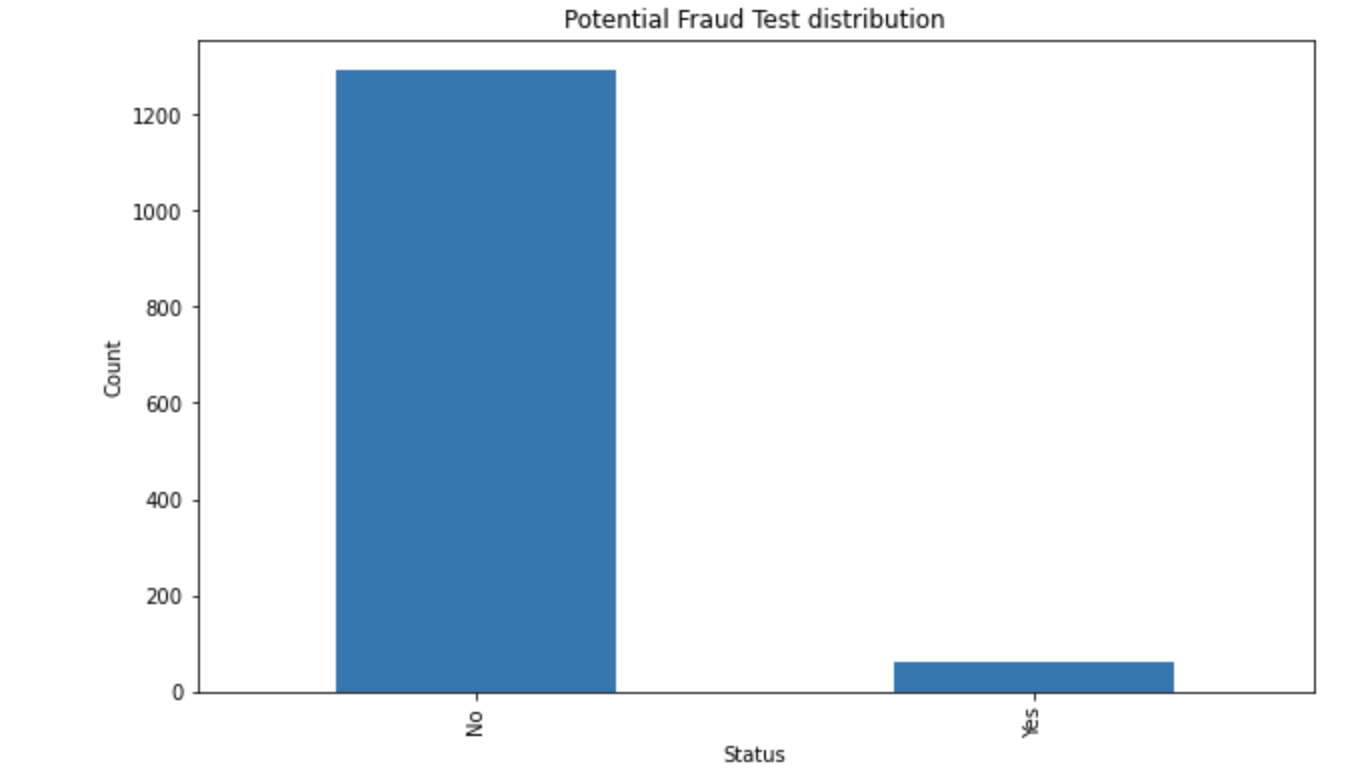 Potential Fraud Test distribution
1200
1000
800
600
400
200
0
Count
No
Yes
Status